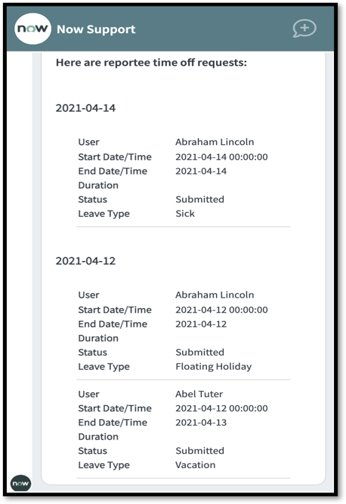 now Now Support
Here are reportee time off requests:
2021-04-14
User Abraham Lincoln
Start Date/Time 2021-04-14 00:00:00
End Date/Time 2021-04-14
Duration
Status Submitted
Leave Type Sick
2021-04-12
User Abraham Lincoln
Start Date/Time 2021-04-12 00:00:00
End Date/Time 2021-04-12
Duration
Status Submitted
Leave Type Floating Holiday
User Abel Tuter
Start Date/Time 2021-04-12 00:00:00
End Date/Time 2021-04-13
Duration
Status Submitted
Leave Type Vacation
now